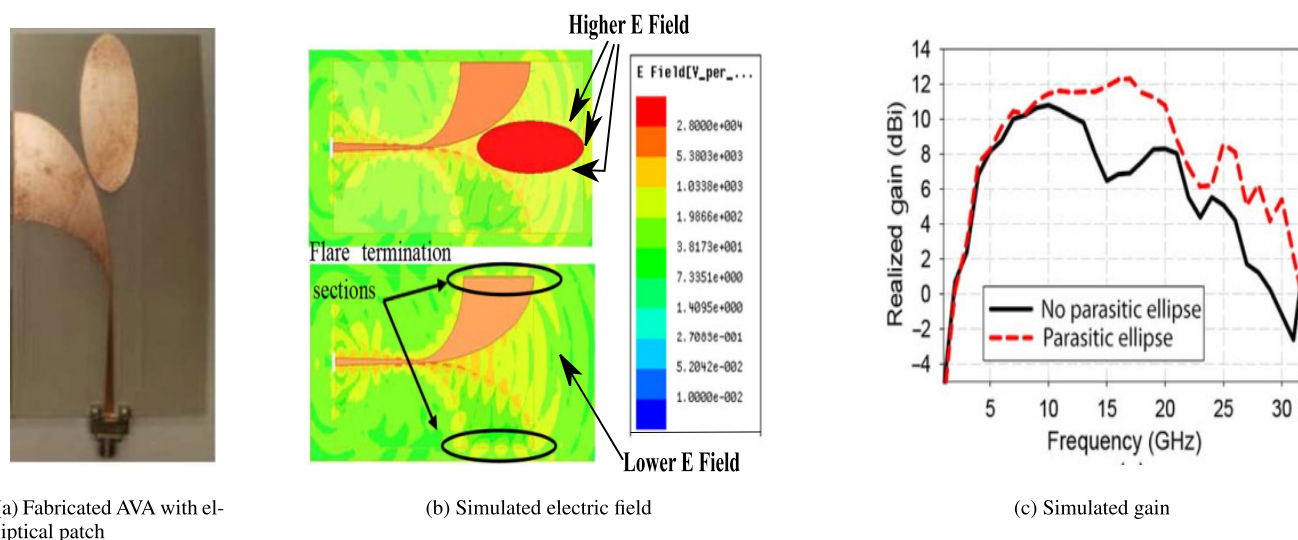 Higher E Field
E Field[V_per_...
2.8000e+004
5.3803e+003
1.0338e+003
1.9866e+002
3.8173e+001
7.3351e+000
1.4095e+000
2.7085e-001
5.2042e-002
1.0000e-002
Flare termination
sections
Lower E Field
Realized gain (dBi)
14
12
10
8
6
4
2
0
−2
−4
No parasitic ellipse
Parasitic ellipse
5 10 15 20 25 30
Frequency (GHz)
(a) Fabricated AVA with el-
iptical patch
(b) Simulated electric field
(c) Simulated gain